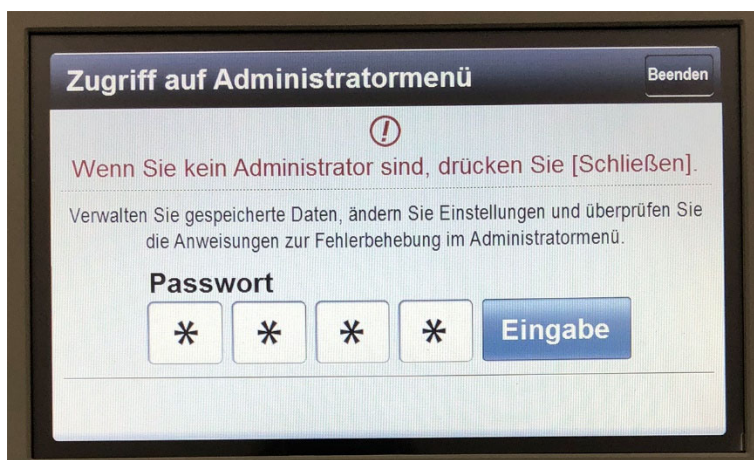 Zugriff auf Administratormenü
Beenden
Wenn Sie kein Administrator sind, drücken Sie [Schließen].
Verwalten Sie gespeicherte Daten, ändern Sie Einstellungen und überprüfen Sie
die Anweisungen zur Fehlerbehebung im Administratormenü.
Passwort
* * * * Eingabe